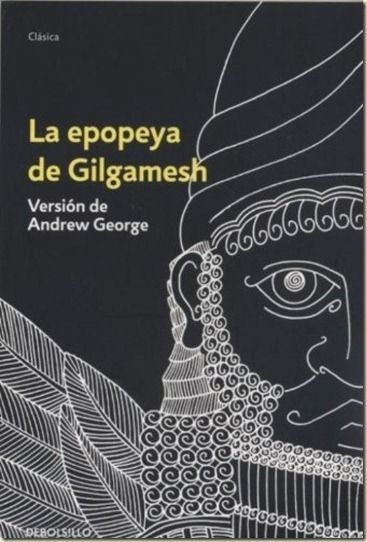 Clásica
La epopeya
de Gilgamesh
Versión de
Andrew George
DEBOLSILLO